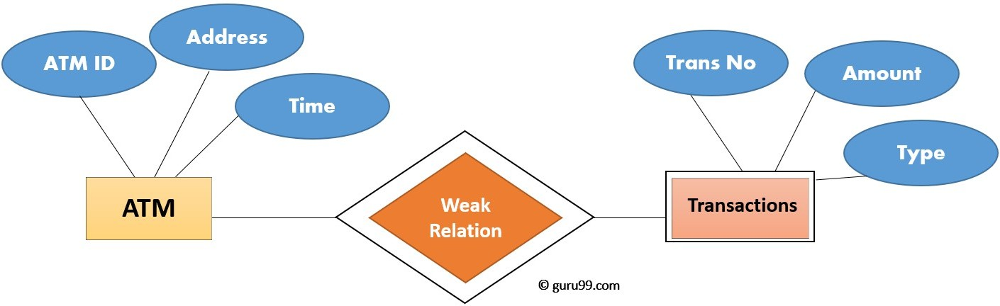 ATM ID
Address
Time
Trans No
Amount
Type
ATM
Weak
Relation
Transactions
© guru99.com